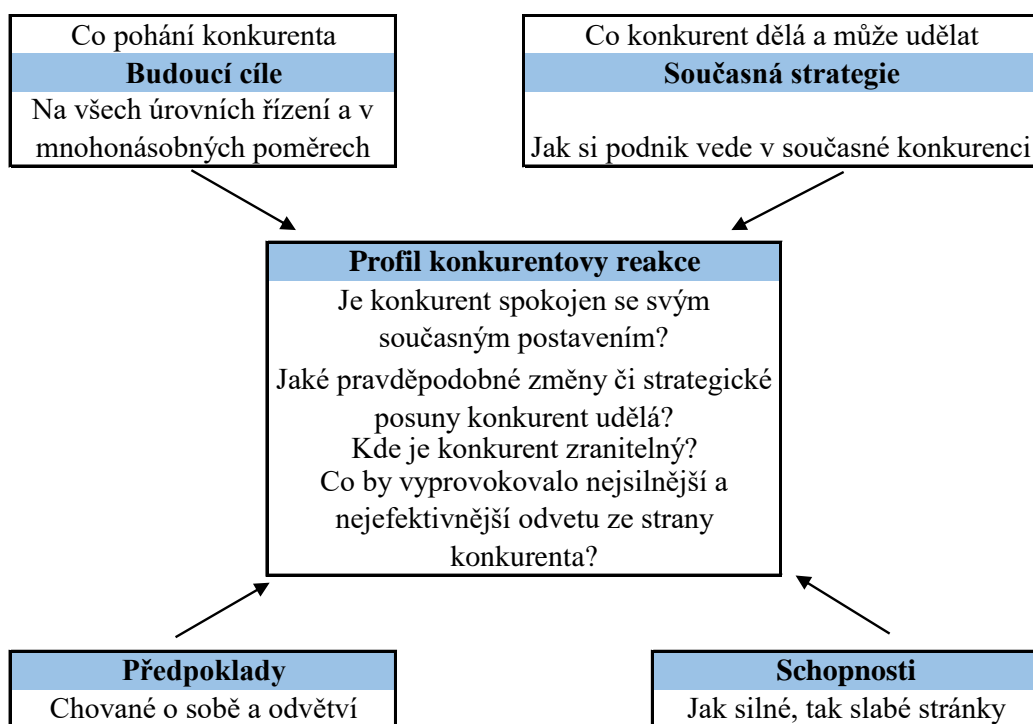 Co pohání konkurenta
Budoucí cíle
Na všech úrovních řízení a v
mnohonásobných poměrech
Co konkurent dělá a může udělat
Současná strategie
Jak si podnik vede v současné konkurenci
Profil konkurentovy reakce
Je konkurent spokojen se svým
současným postavením?
Jaké pravděpodobné změny či strategické
posuny konkurent udělá?
Kde je konkurent zranitelný?
Co by vyprovokovalo nejsilnější a
nejefektivnější odvetu ze strany
konkurenta?
Předpoklady
Chované o sobě a odvětví
Schopnosti
Jak silné, tak slabé stránky